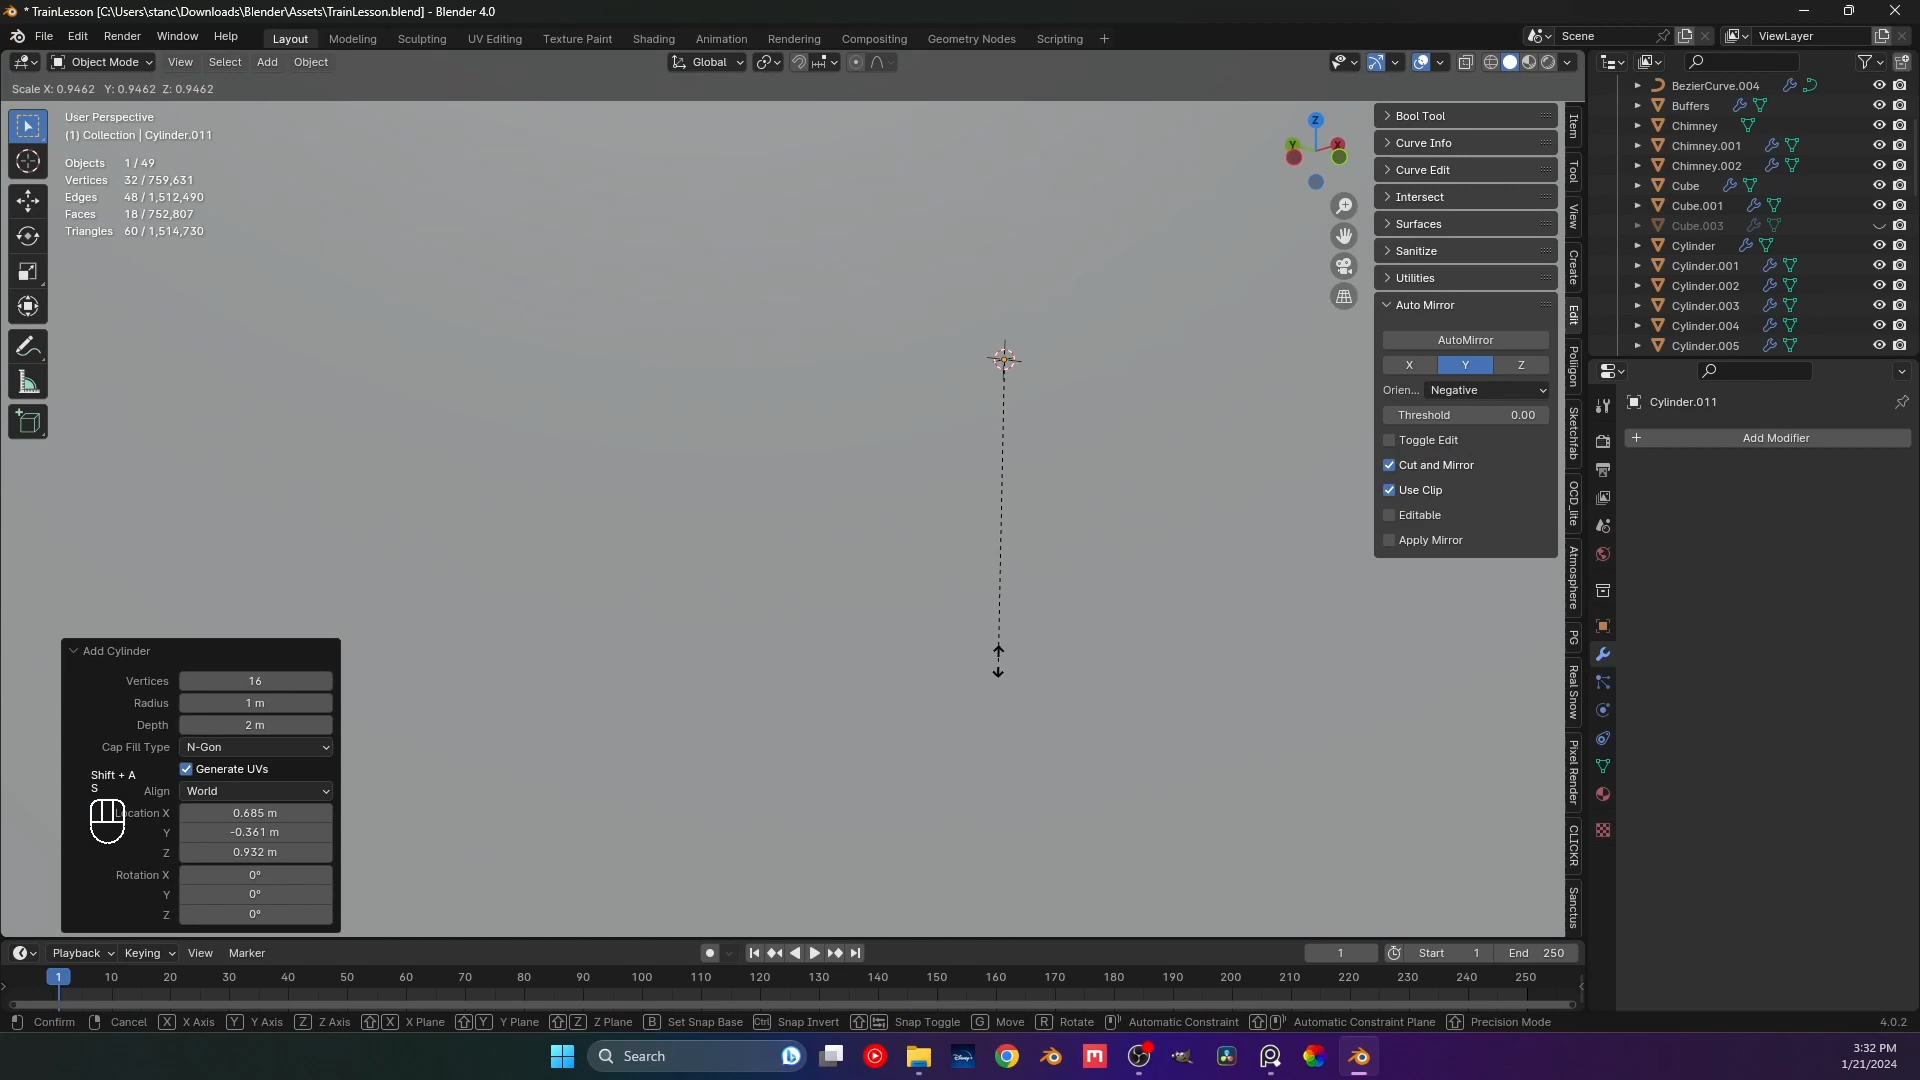 * TrainLesson [C:\Users\stanc\Downloads\Blender\Assets\TrainLesson.blend] - Blender 4.0
File Edit Render Window Help
Layout Modeling Sculpting UV Editing Texture Paint Shading Animation Rendering Compositing Geometry Nodes Scripting +
Scene
ViewLayer
Object Mode View Select Add Object
Global
Scale X: 0.9462 Y: 0.9462 Z: 0.9462
User Perspective
(1) Collection | Cylinder.011
Objects 1 / 49
Vertices 32 / 759,631
Edges 48 / 1,512,490
Faces 18 / 752,807
Triangles 60 / 1,514,730
Z
Y
X
Bool Tool
Curve Info
Curve Edit
Intersect
Surfaces
Sanitize
Utilities
Auto Mirror
AutoMirror
X Y Z
Orien... Negative
Threshold 0.00
Toggle Edit
Cut and Mirror
Use Clip
Editable
Apply Mirror
Item
Tool
View
Create
Edit
Poliigon
Sketchfab
OCD_lite
Atmosphere
PG
Real Snow
Pixel Render
CLICKR
Sanctus
BezierCurve.004
Buffers
Chimney
Chimney.001
Chimney.002
Cube
Cube.001
Cube.003
Cylinder
Cylinder.001
Cylinder.002
Cylinder.003
Cylinder.004
Cylinder.005
Cylinder.011
+ Add Modifier
Add Cylinder
Vertices 16
Radius 1 m
Depth 2 m
Cap Fill Type N-Gon
Generate UVs
Shift + A
S
Align World
Location X 0.685 m
Y -0.361 m
Z 0.932 m
Rotation X 0°
Y 0°
Z 0°
Playback Keying View Marker
1
Start 1
End 250
1 10 20 30 40 50 60 70 80 90 100 110 120 130 140 150 160 170 180 190 200 210 220 230 240 250
Confirm Cancel X X Axis Y Y Axis Z Z Axis X X Plane Y Y Plane Z Z Plane B Set Snap Base Ctrl Snap Invert Snap Toggle G Move R Rotate Automatic Constraint Automatic Constraint Plane Precision Mode
4.0.2
Search
3:32 PM
1/21/2024